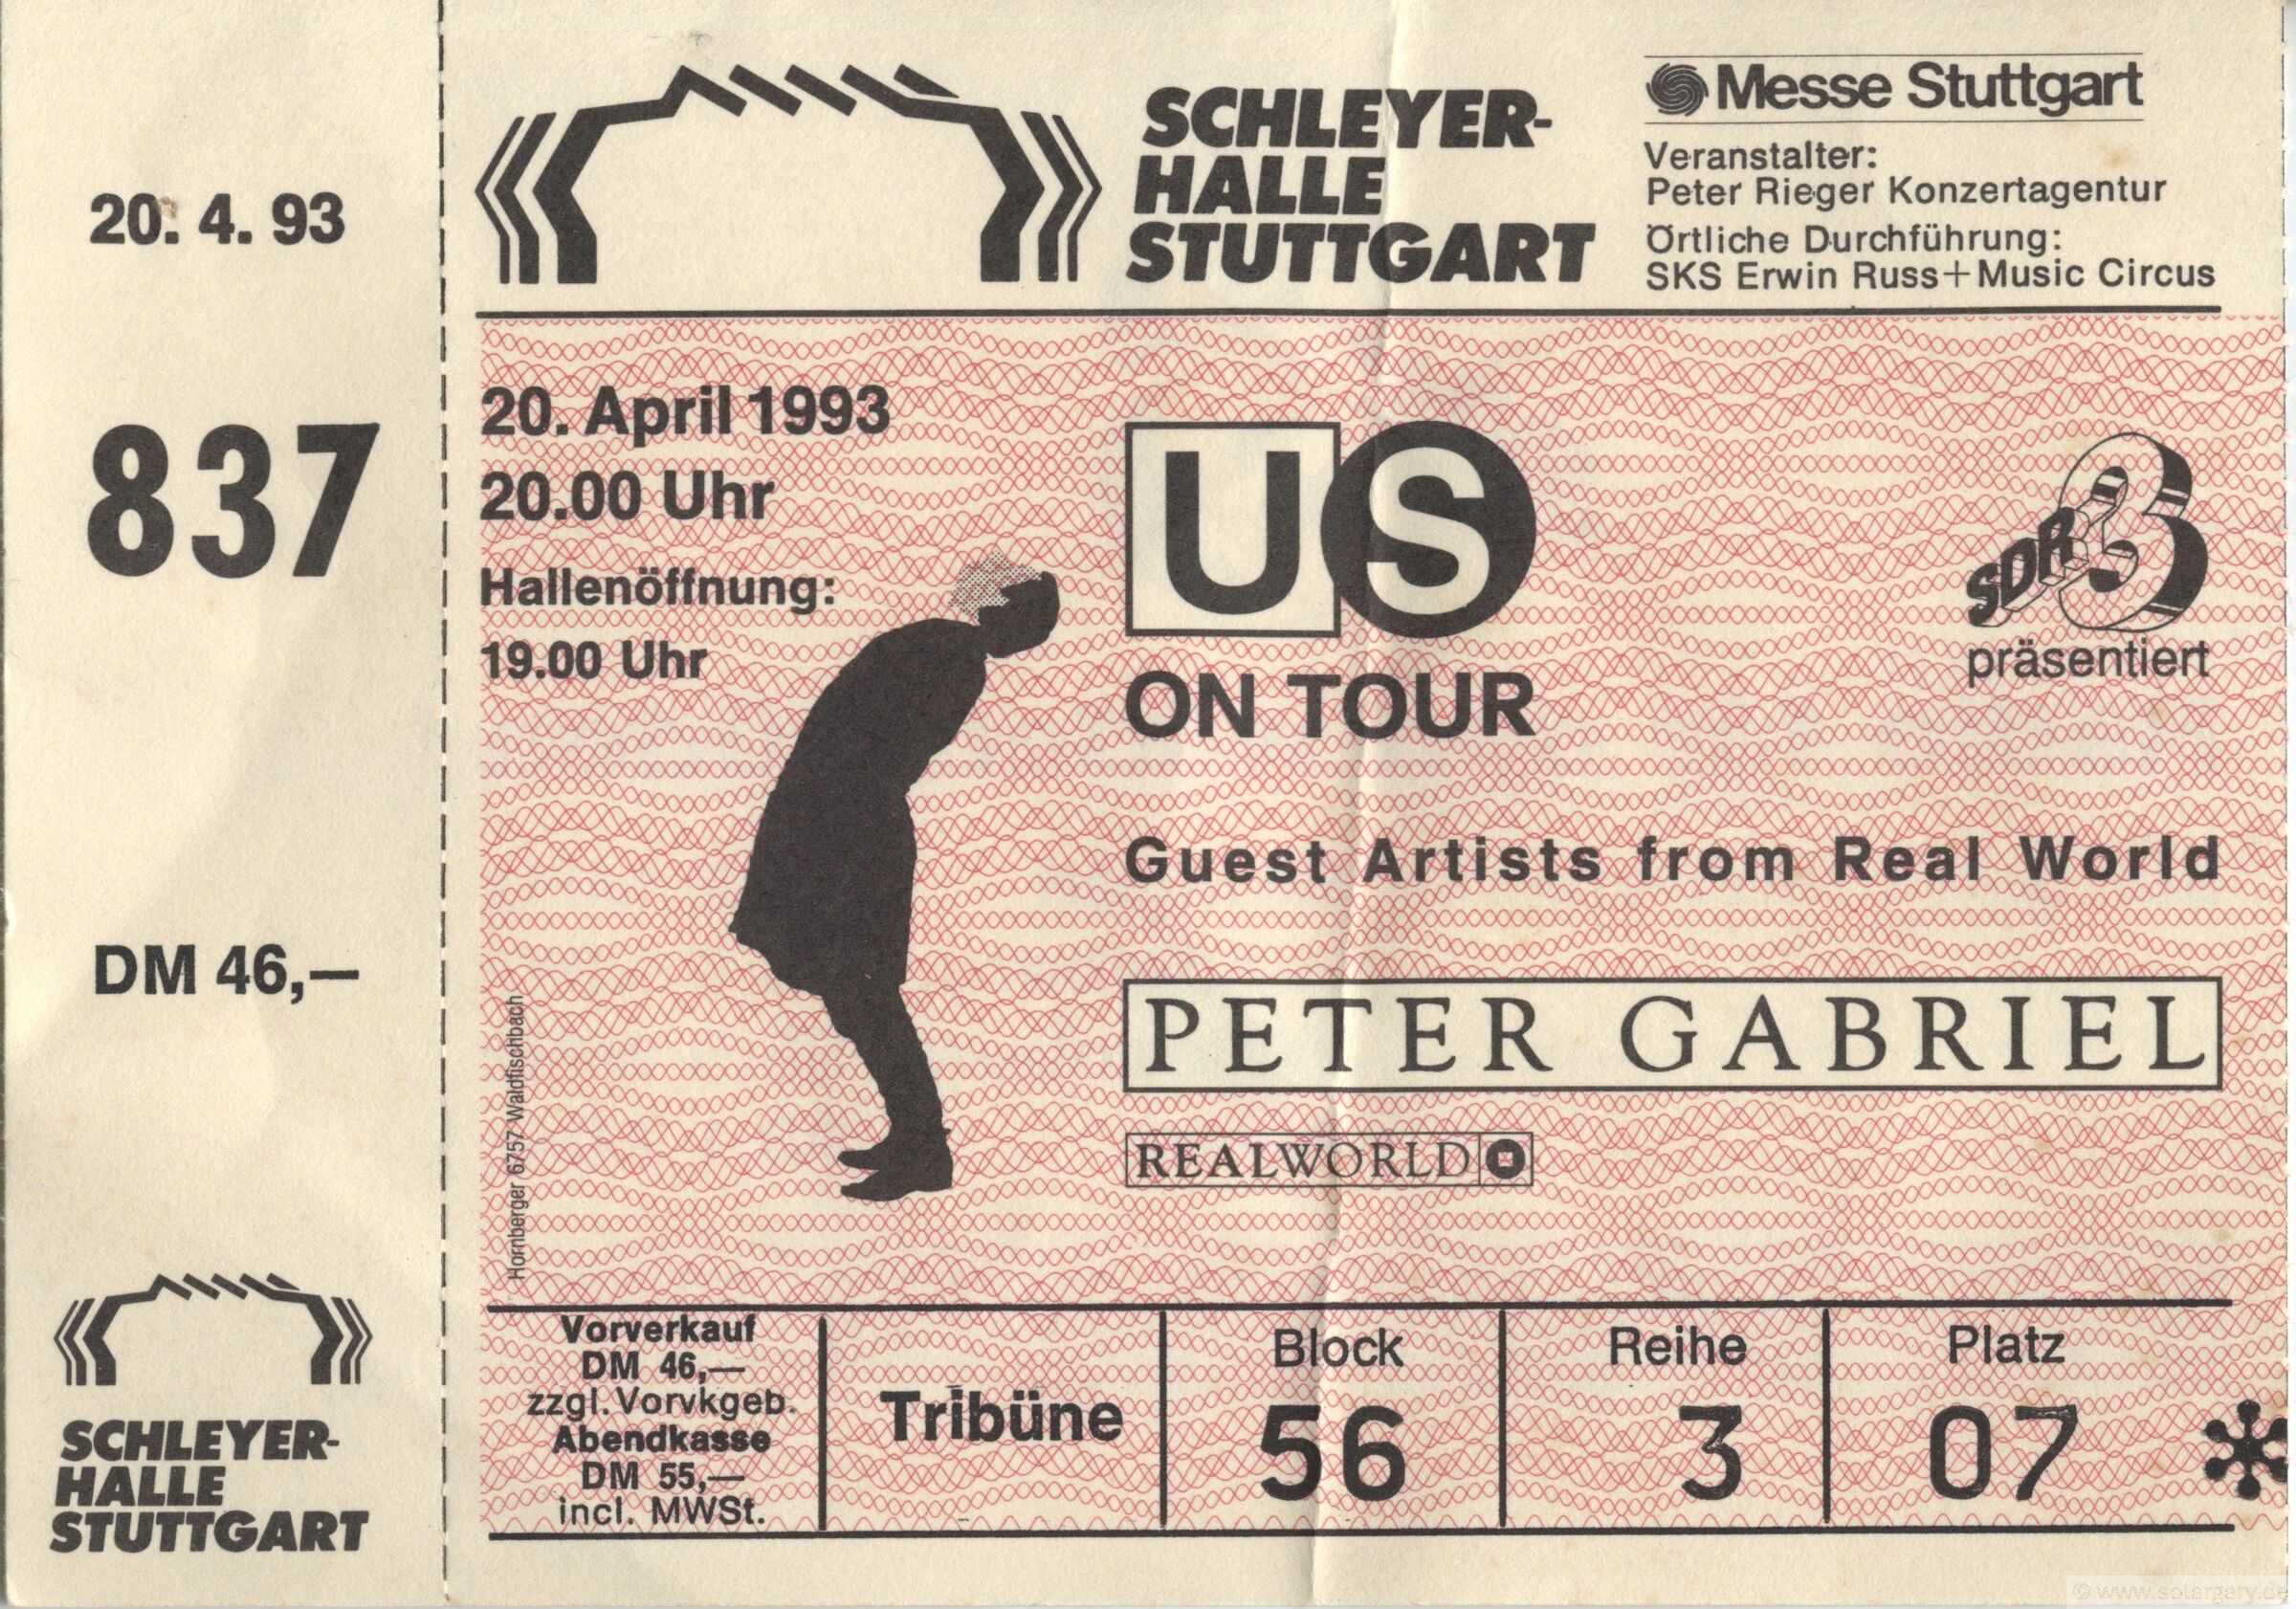 20. 4. 93
837
DM 46,—
SCHLEYER-
HALLE
STUTTGART
SCHLEYER-
HALLE
STUTTGART
Messe Stuttgart
Veranstalter:
Peter Rieger Konzertagentur
Örtliche Durchführung:
SKS Erwin Russ+Music Circus
20. April 1993
20.00 Uhr
Hallenöffnung:
19.00 Uhr
US
ON TOUR
SDR 3
präsentiert
Guest Artists from Real World
PETER GABRIEL
REALWORLD
Hornberger 6757 Waldfischbach
Vorverkauf
DM 46,—
zzgl. Vorvkgeb.
Abendkasse
DM 55,—
incl. MWSt.
Tribüne
Block
56
Reihe
3
Platz
07 *
© www.solargary.de